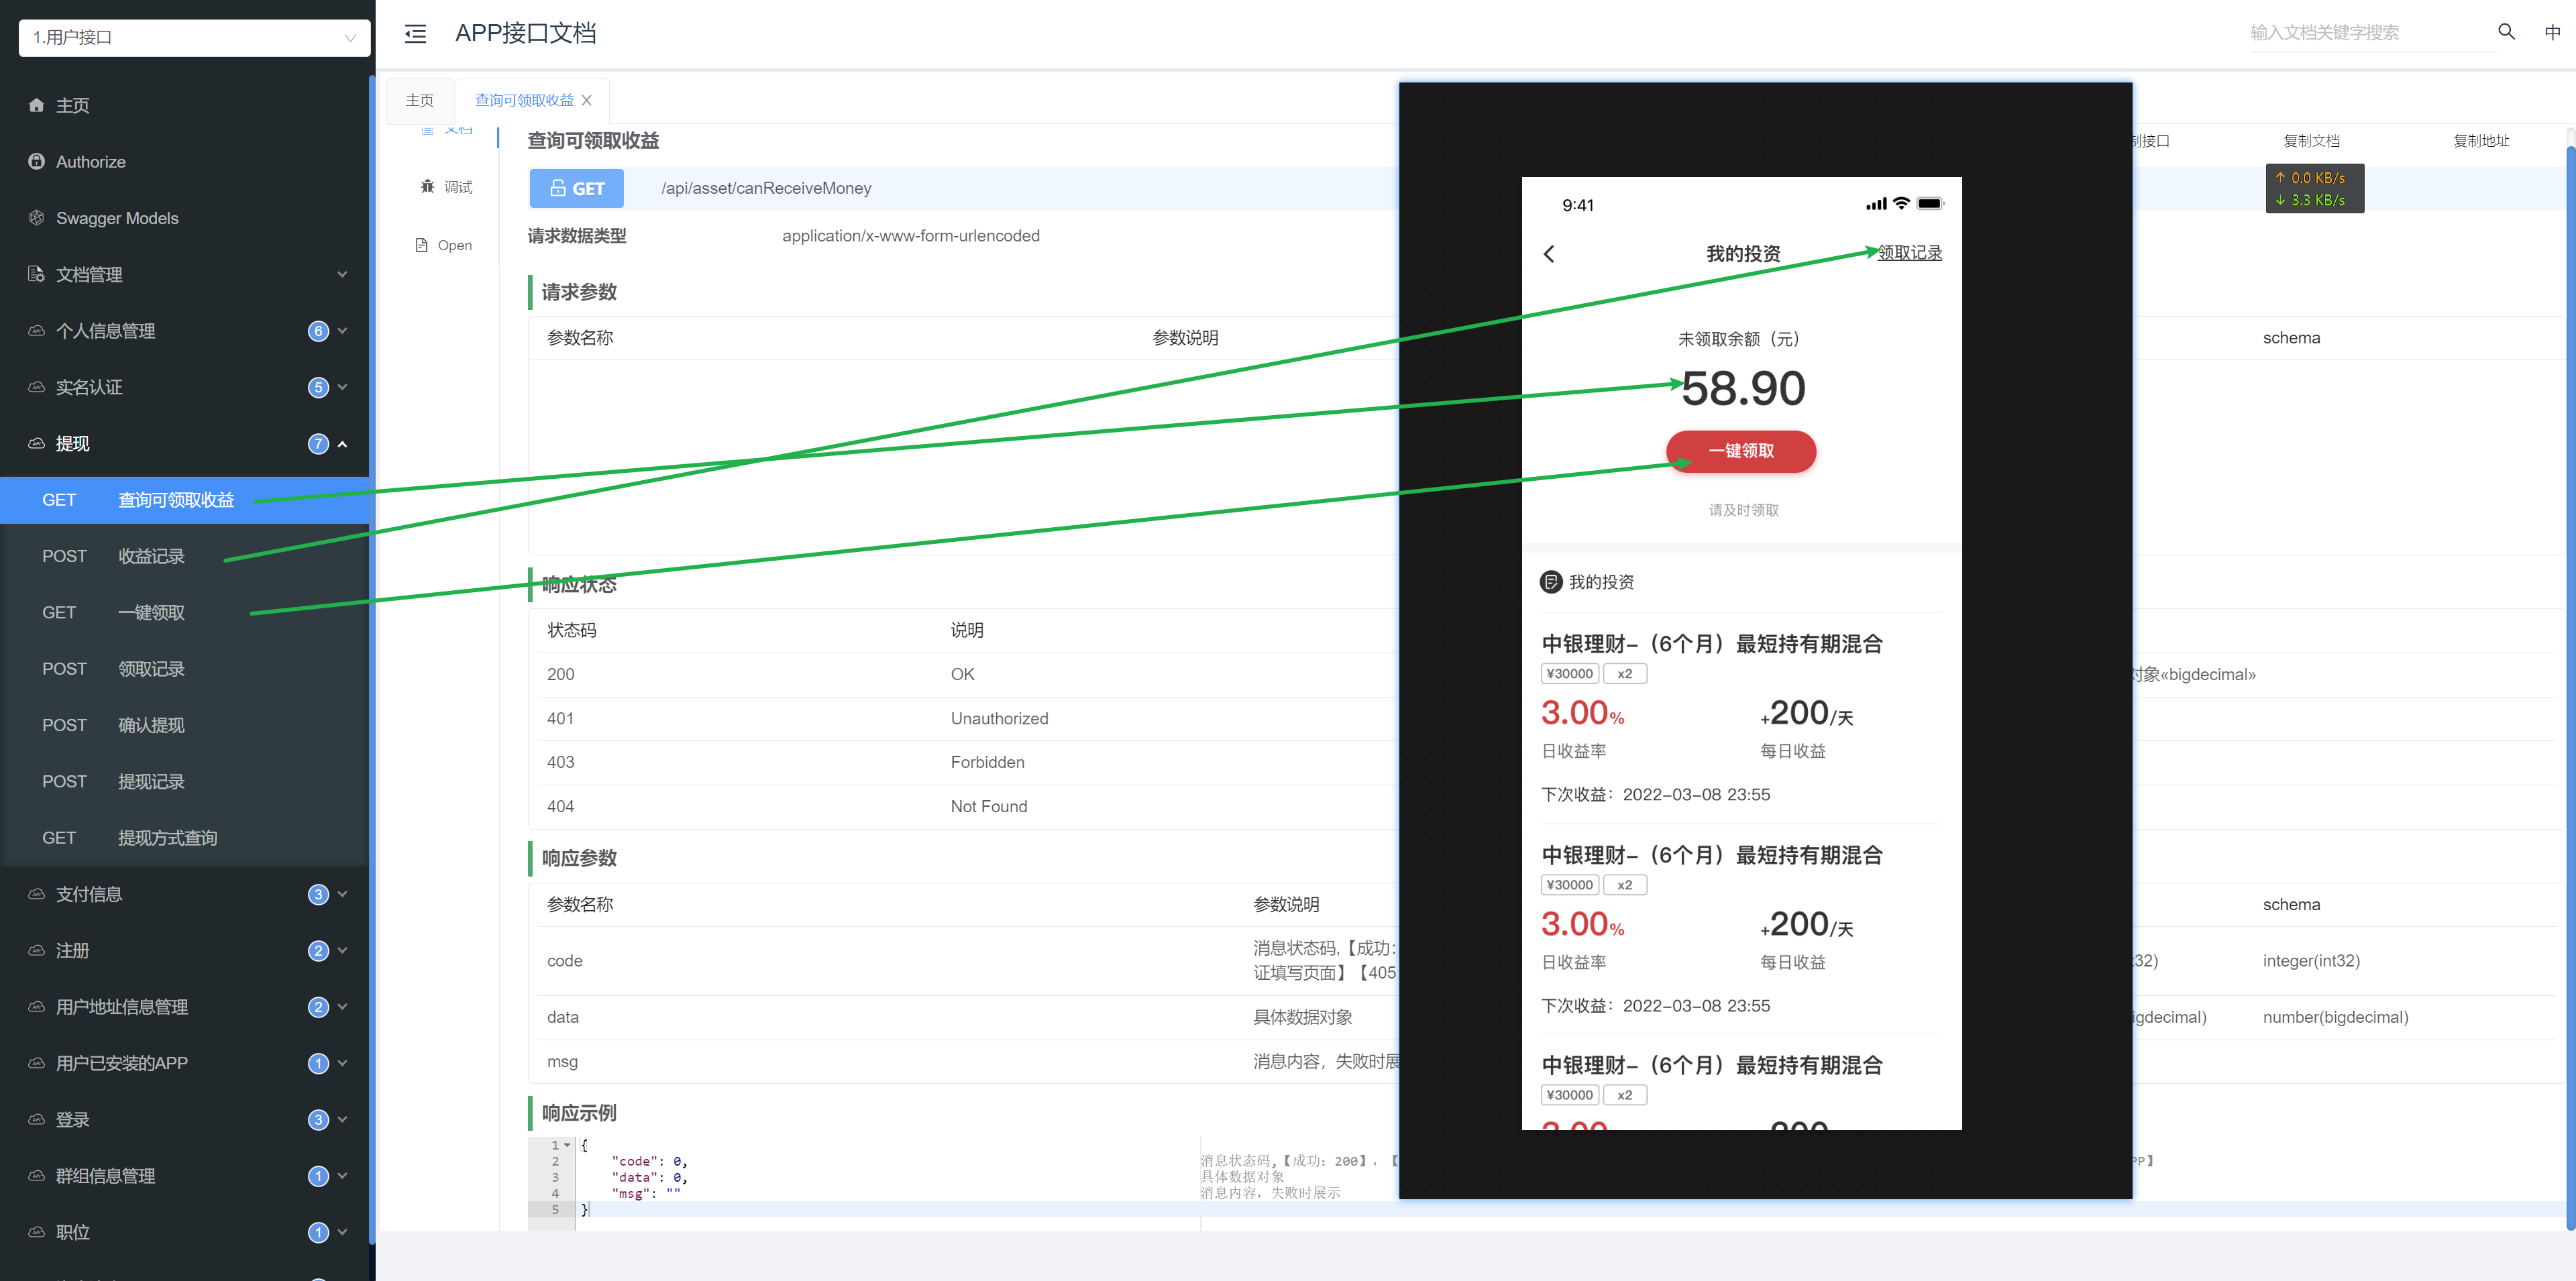 1.用户接口
APP接口文档
输入文档关键字搜索
中
主页
Authorize
Swagger Models
文档管理
个人信息管理
6
实名认证
5
提现
7
GET 查询可领取收益
POST 收益记录
GET 一键领取
POST 领取记录
POST 确认提现
POST 提现记录
GET 提现方式查询
支付信息
3
注册
2
用户地址信息管理
2
用户已安装的APP
1
登录
3
群组信息管理
1
职位
1
主页
查询可领取收益
文档
调试
Open
查询可领取收益
制接口
复制文档
复制地址
GET /api/asset/canReceiveMoney
↑ 0.0 KB/s
↓ 3.3 KB/s
请求数据类型 application/x-www-form-urlencoded
请求参数
参数名称 参数说明 schema
响应状态
状态码 说明
200 OK 对象«bigdecimal»
401 Unauthorized
403 Forbidden
404 Not Found
响应参数
参数名称 参数说明 schema
code 消息状态码,【成功: 
证填写页面】【405
:32) integer(int32)
data 具体数据对象 igdecimal) number(bigdecimal)
msg 消息内容，失败时展
响应示例
1 {
2 "code": 0, 消息状态码,【成功: 200】, 【 PP】
3 "data": 0, 具体数据对象
4 "msg": "" 消息内容，失败时展示
5 }
9:41
我的投资
领取记录
未领取余额（元）
58.90
一键领取
请及时领取
我的投资
中银理财-（6个月）最短持有期混合
¥30000 x2
3.00% +200/天
日收益率 每日收益
下次收益：2022-03-08 23:55
中银理财-（6个月）最短持有期混合
¥30000 x2
3.00% +200/天
日收益率 每日收益
下次收益：2022-03-08 23:55
中银理财-（6个月）最短持有期混合
¥30000 x2
3.00 200